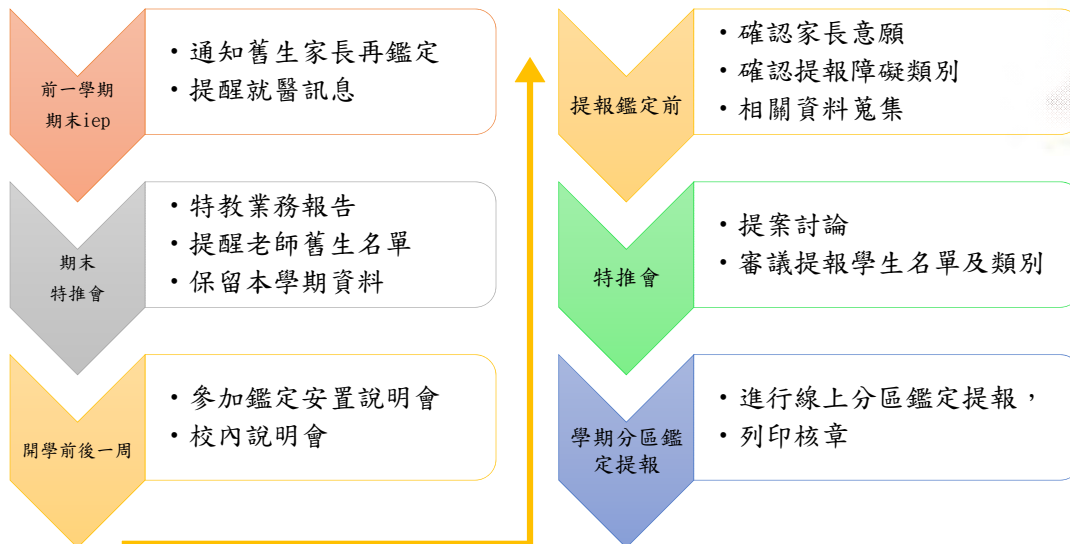 前一學期
期末iep
・通知舊生家長再鑑定
・提醒就醫訊息
期末
特推會
・特教業務報告
・提醒老師舊生名單
・保留本學期資料
開學前後一周
・參加鑑定安置說明會
・校內說明會
提報鑑定前
・確認家長意願
・確認提報障礙類別
・相關資料蒐集
特推會
・提案討論
・審議提報學生名單及類別
學期分區鑑
定提報
・進行線上分區鑑定提報，
・列印核章